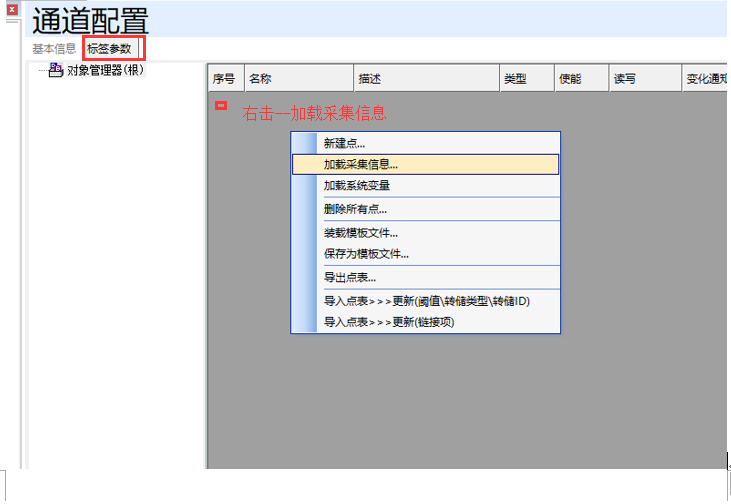 通道配置
基本信息 标签参数
对象管理器(根)
序号 名称 描述 类型 使能 读写 变化通知
右击--加载采集信息
新建点...
加载采集信息...
加载系统变量
删除所有点...
装载模板文件...
保存为模板文件...
导出点表...
导入点表>>>更新(阈值\转储类型\转储ID)
导入点表>>>更新(链接项)